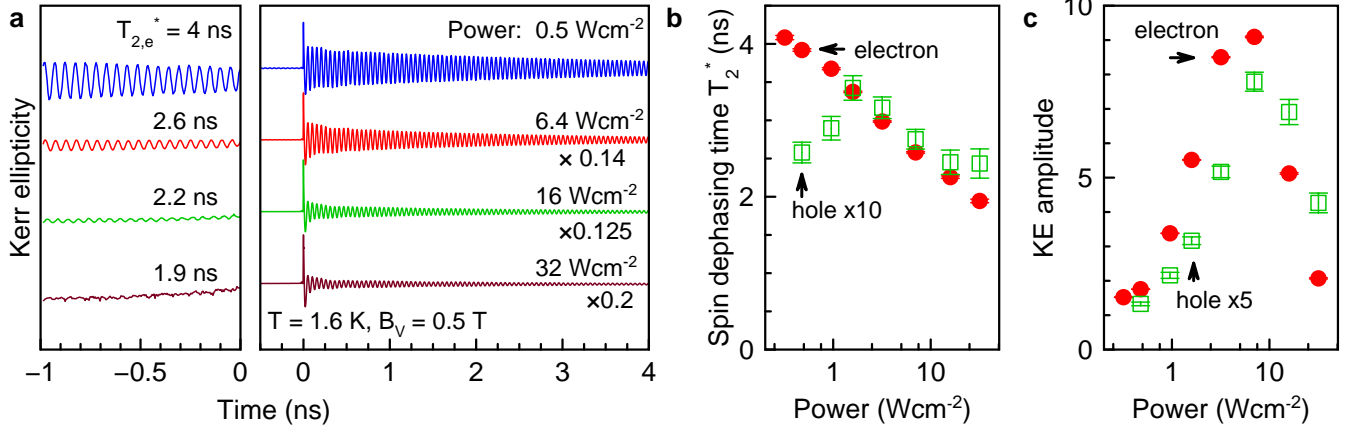 a
Kerr ellipticity
T2,e* = 4 ns
2.6 ns
2.2 ns
1.9 ns
−1 −0.5 0
Power: 0.5 Wcm-2
6.4 Wcm-2
× 0.14
16 Wcm-2
×0.125
32 Wcm-2
×0.2
T = 1.6 K, BV = 0.5 T
0 1 2 3 4
Time (ns)
b
Spin dephasing time T2* (ns)
4
2
0
electron
hole x10
1 10
Power (Wcm-2)
c
KE amplitude
10
5
0
electron
hole x5
1 10
Power (Wcm-2)